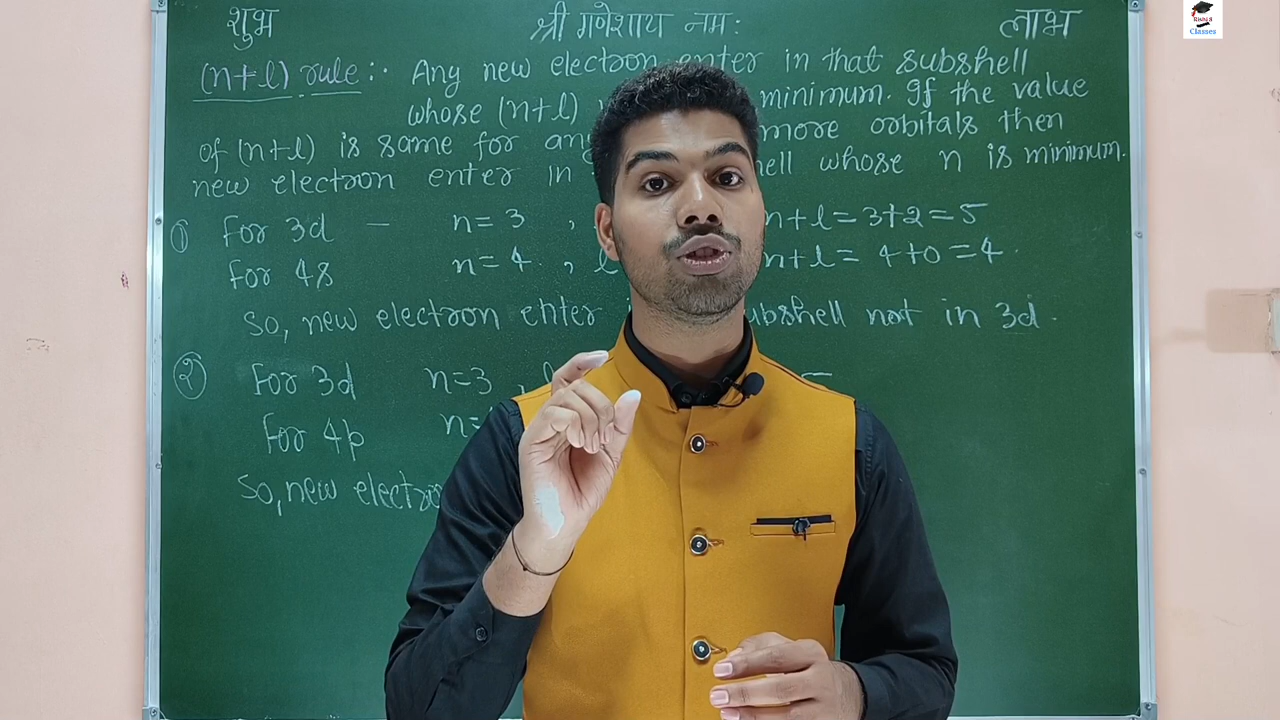 शुभ श्री गणेशाय नमः लाभ
Rishit Classes
(n+l) rule :- Any new electron enter in that subshell
whose (n+l) minimum. If the value
of (n+l) is same for more orbitals then
new electron enter in whose n is minimum.
① For 3d — n=3 , n+l=3+2=5
For 4s n=4 , l n+l= 4+0=4
So, new electron enter not in 3d.
② For 3d n=3 ,
For 4p n=
So, new